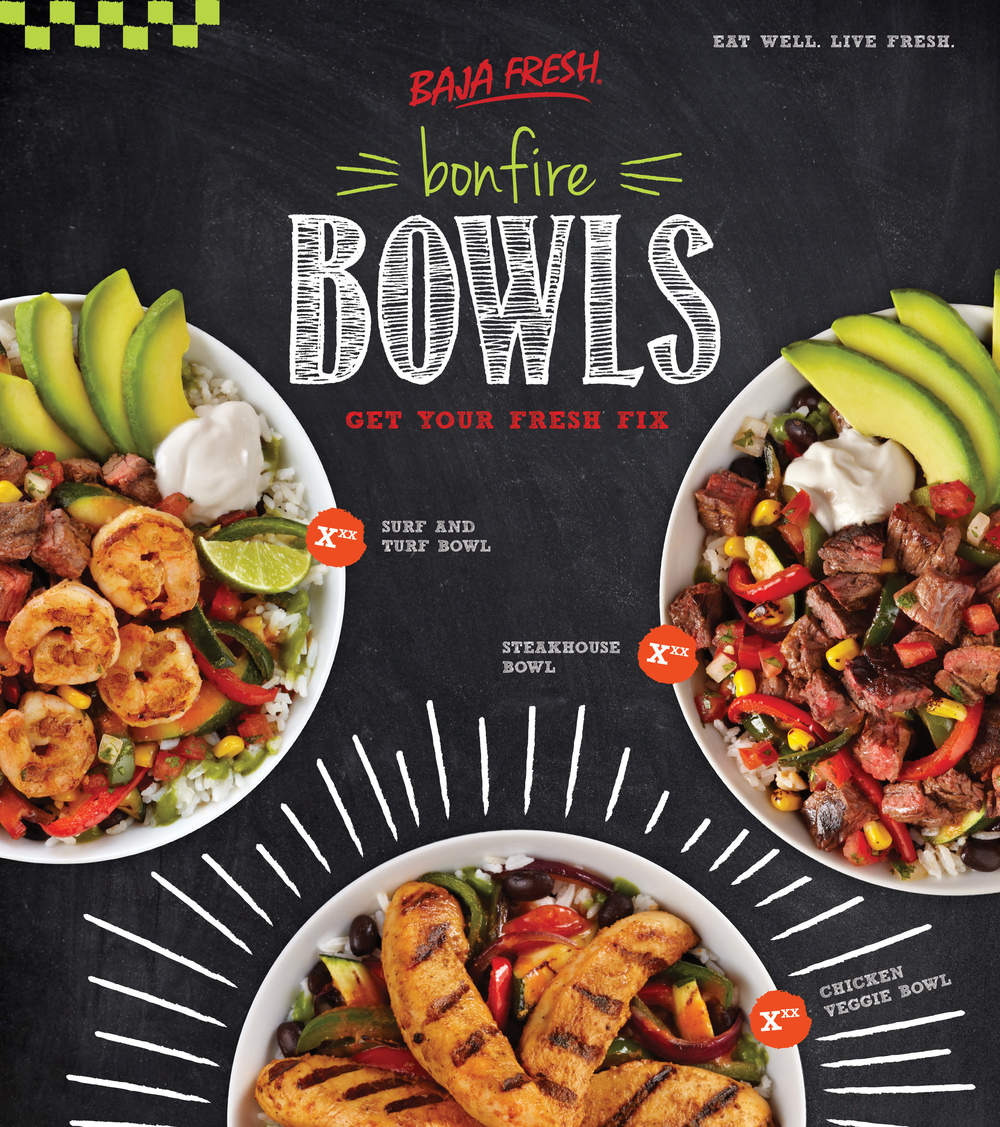 EAT WELL. LIVE FRESH.
BAJA FRESH®
bonfire
BOWLS
GET YOUR FRESH FIX
Xxx
SURF AND
TURF BOWL
STEAKHOUSE
BOWL
Xxx
CHICKEN
VEGGIE BOWL
Xxx